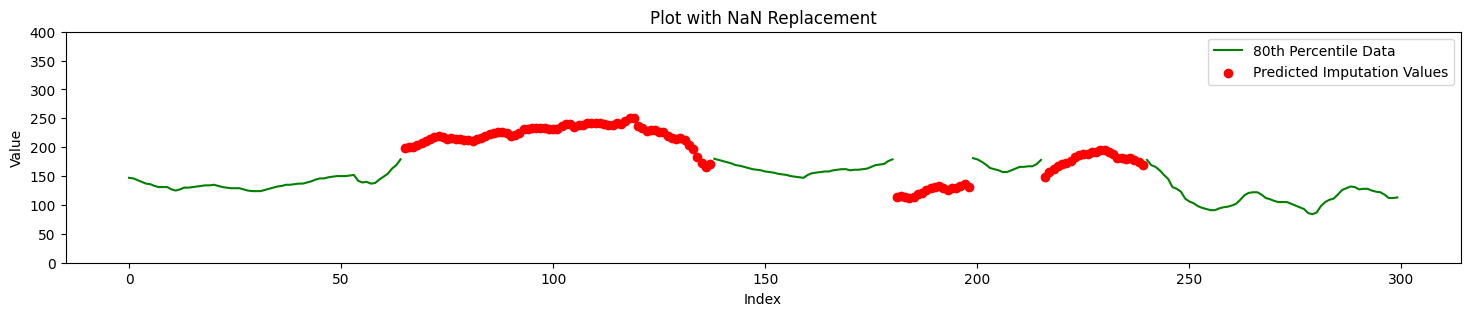 Plot with NaN Replacement
400
350
300
250
200
150
100
50
0
Value
80th Percentile Data
Predicted Imputation Values
0 50 100 150 200 250 300
Index